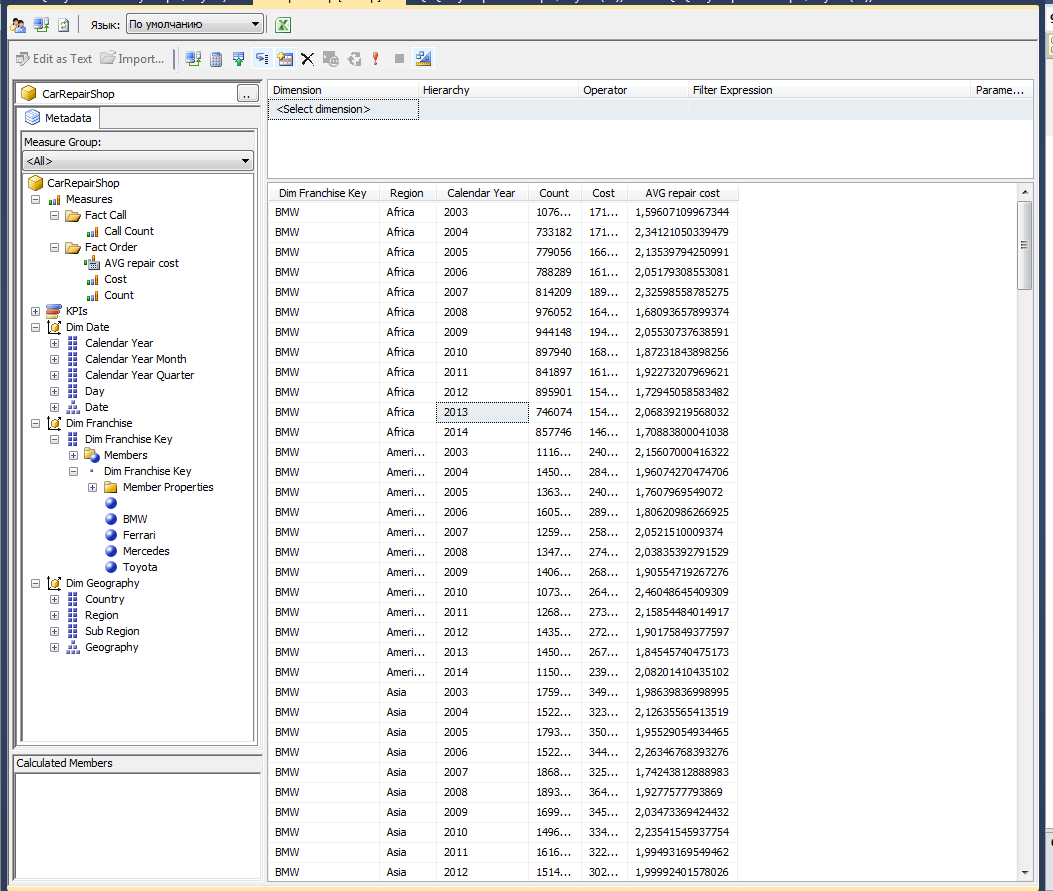 Язык: По умолчанию
Edit as Text Import...
CarRepairShop ..
Metadata
Measure Group:
<All>
CarRepairShop
Measures
Fact Call
Call Count
Fact Order
AVG repair cost
Cost
Count
KPIs
Dim Date
Calendar Year
Calendar Year Month
Calendar Year Quarter
Day
Date
Dim Franchise
Dim Franchise Key
Members
Dim Franchise Key
Member Properties
BMW
Ferrari
Mercedes
Toyota
Dim Geography
Country
Region
Sub Region
Geography
Calculated Members
Dimension Hierarchy Operator Filter Expression Parame...
<Select dimension>
Dim Franchise Key Region Calendar Year Count Cost AVG repair cost
BMW Africa 2003 1076... 171... 1,59607109967344
BMW Africa 2004 733182 171... 2,34121050339479
BMW Africa 2005 779056 166... 2,13539794250991
BMW Africa 2006 788289 161... 2,05179308553081
BMW Africa 2007 814209 189... 2,32598558785275
BMW Africa 2008 976052 164... 1,68093657899374
BMW Africa 2009 944148 194... 2,05530737638591
BMW Africa 2010 897940 168... 1,87231843898256
BMW Africa 2011 841897 161... 1,92273207969621
BMW Africa 2012 895901 154... 1,72945058583482
BMW Africa 2013 746074 154... 2,06839219568032
BMW Africa 2014 857746 146... 1,70883800041038
BMW Ameri... 2003 1116... 240... 2,15607000416322
BMW Ameri... 2004 1450... 284... 1,96074270474706
BMW Ameri... 2005 1363... 240... 1,7607969549072
BMW Ameri... 2006 1605... 289... 1,80620986266925
BMW Ameri... 2007 1259... 258... 2,0521510009374
BMW Ameri... 2008 1347... 274... 2,03835392791529
BMW Ameri... 2009 1406... 268... 1,90554719267276
BMW Ameri... 2010 1073... 264... 2,46048645409309
BMW Ameri... 2011 1268... 273... 2,15854484014917
BMW Ameri... 2012 1435... 272... 1,90175849377597
BMW Ameri... 2013 1450... 267... 1,84545740475173
BMW Ameri... 2014 1150... 239... 2,08201410435102
BMW Asia 2003 1759... 349... 1,98639836998995
BMW Asia 2004 1522... 323... 2,12635565413519
BMW Asia 2005 1793... 350... 1,95529054934465
BMW Asia 2006 1522... 344... 2,26346768393276
BMW Asia 2007 1868... 325... 1,74243812888983
BMW Asia 2008 1893... 364... 1,9277577793869
BMW Asia 2009 1699... 345... 2,03473369424432
BMW Asia 2010 1496... 334... 2,23541545937754
BMW Asia 2011 1616... 322... 1,99493169549462
BMW Asia 2012 1514... 302... 1,99992401578026